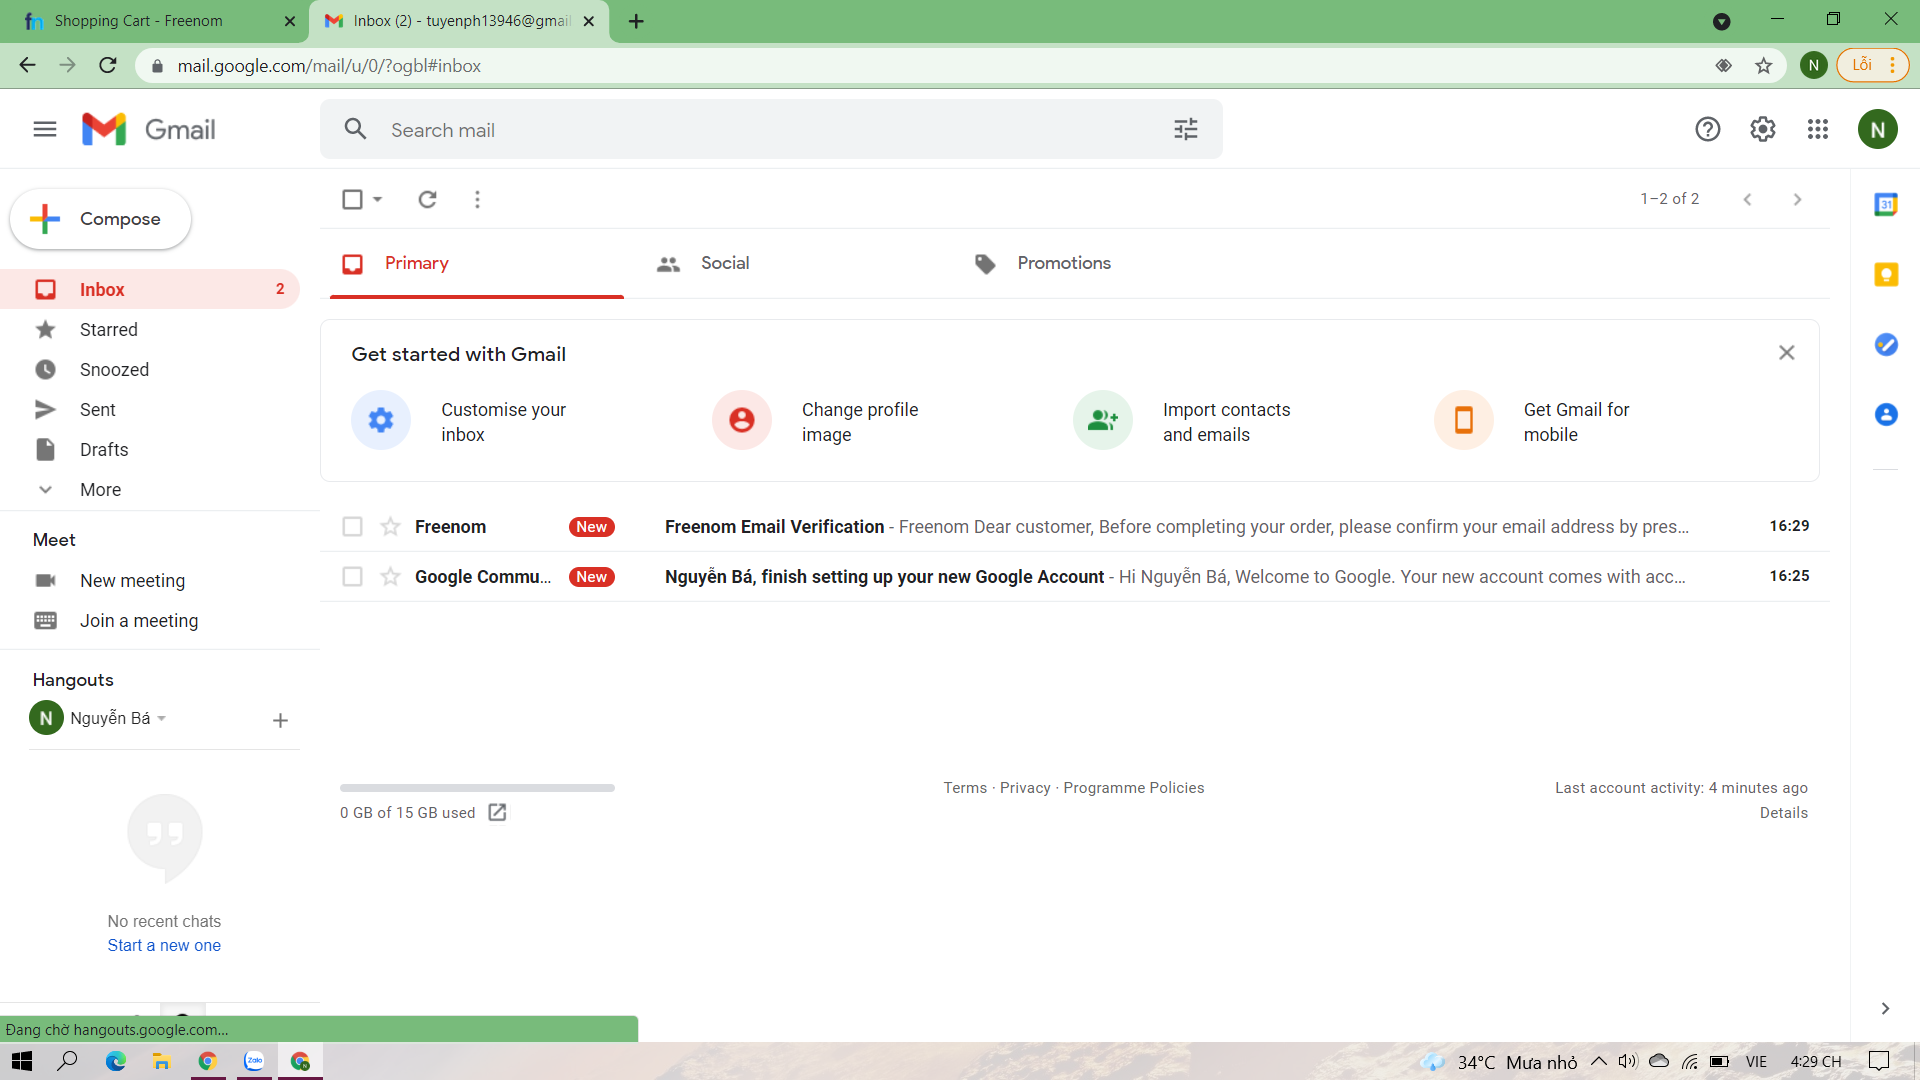 Shopping Cart - Freenom
Inbox (2) - tuyenph13946@gmail
mail.google.com/mail/u/0/?ogbl#inbox
N
Lỗi
Gmail
Search mail
N
Compose
1–2 of 2
31
Primary
Social
Promotions
Inbox
2
Starred
Snoozed
Sent
Drafts
More
Get started with Gmail
Customise your
inbox
Change profile
image
Import contacts
and emails
Get Gmail for
mobile
Freenom
New
Freenom Email Verification - Freenom Dear customer, Before completing your order, please confirm your email address by pres…
16:29
Google Commu...
New
Nguyễn Bá, finish setting up your new Google Account - Hi Nguyễn Bá, Welcome to Google. Your new account comes with acc…
16:25
Meet
New meeting
Join a meeting
Hangouts
N
Nguyễn Bá
No recent chats
Start a new one
0 GB of 15 GB used
Terms · Privacy · Programme Policies
Last account activity: 4 minutes ago
Details
Đang chờ hangouts.google.com...
Zalo
N
34°C Mưa nhỏ
VIE
4:29 CH